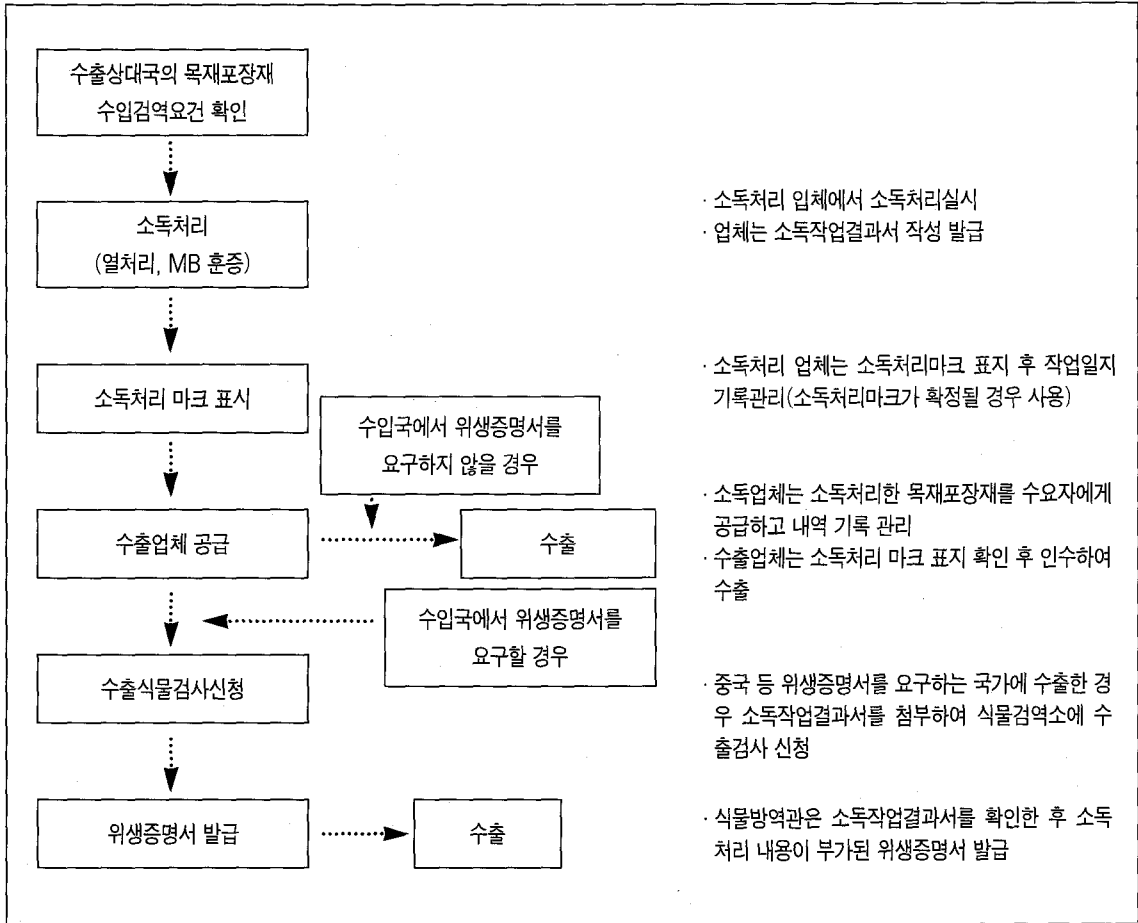 수출상대국의 목재포장재
수입검역요건 확인
소독처리
(열처리, MB 훈증)
· 소독처리 입체에서 소독처리실시
· 업체는 소독작업결과서 작성 발급
소독처리 마크 표시
· 소독처리 업체는 소독처리마크 표지 후 작업일지
기록관리(소독처리마크가 확정될 경우 사용)
수입국에서 위생증명서를
요구하지 않을 경우
수출업체 공급
수출
· 소독업체는 소독처리한 목재포장재를 수요자에게
공급하고 내역 기록 관리
· 수출업체는 소독처리 마크 표지 확인 후 인수하여
수출
수입국에서 위생증명서를
요구할 경우
수출식물검사신청
· 중국 등 위생증명서를 요구하는 국가에 수출한 경
우 소독작업결과서를 첨부하여 식물검역소에 수
출검사 신청
위생증명서 발급
수출
· 식물방역관은 소독작업결과서를 확인한 후 소독
처리 내용이 부가된 위생증명서 발급